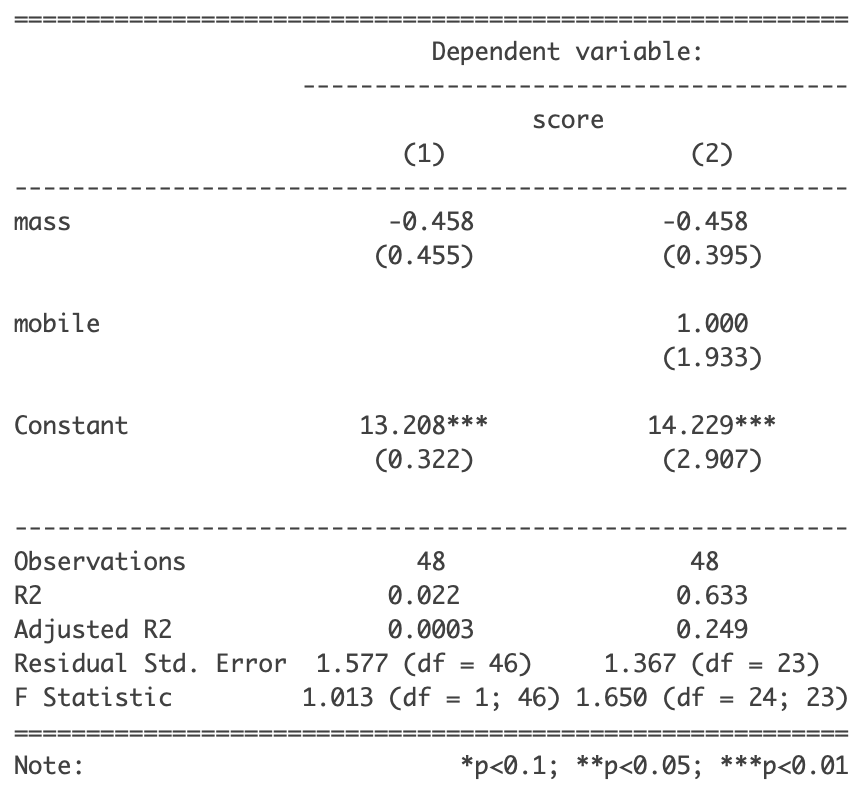 ==========================================================
Dependent variable:
--------------------------------------
score
(1) (2)
----------------------------------------------------------
mass -0.458 -0.458
(0.455) (0.395)
mobile 1.000
(1.933)
Constant 13.208*** 14.229***
(0.322) (2.907)
----------------------------------------------------------
Observations 48 48
R2 0.022 0.633
Adjusted R2 0.0003 0.249
Residual Std. Error 1.577 (df = 46) 1.367 (df = 23)
F Statistic 1.013 (df = 1; 46) 1.650 (df = 24; 23)
==========================================================
Note: *p<0.1; **p<0.05; ***p<0.01